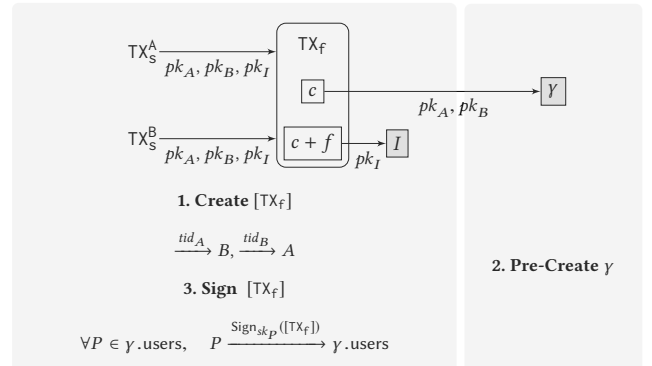 TX_s^A
pk_A, pk_B, pk_I
TX_f
c
pk_A, pk_B
γ
TX_s^B
pk_A, pk_B, pk_I
c + f
pk_I
I
1. Create [TX_f]
tid_A → B, tid_B → A
2. Pre-Create γ
3. Sign [TX_f]
∀P ∈ γ.users, P Sign_{sk_P}([TX_f]) → γ.users